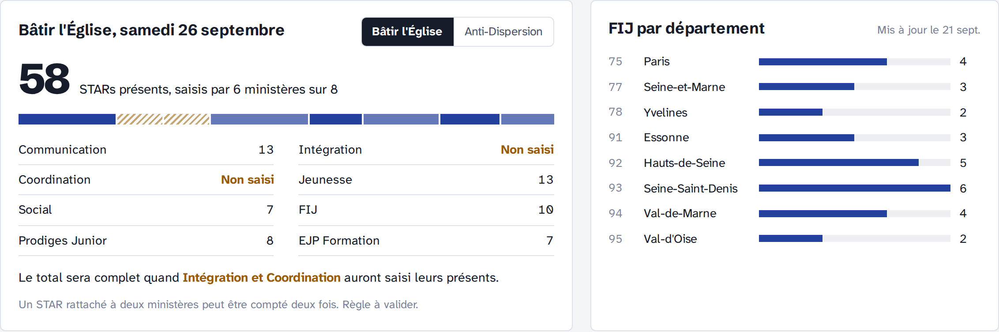 Bâtir l'Église, samedi 26 septembre
Bâtir l'Église
Anti-Dispersion
58 STARs présents, saisis par 6 ministères sur 8
Communication 13
Intégration Non saisi
Coordination Non saisi
Jeunesse 13
Social 7
FIJ 10
Prodiges Junior 8
EJP Formation 7
Le total sera complet quand Intégration et Coordination auront saisi leurs présents.
Un STAR rattaché à deux ministères peut être compté deux fois. Règle à valider.
FIJ par département
Mis à jour le 21 sept.
75 Paris 4
77 Seine-et-Marne 3
78 Yvelines 2
91 Essonne 3
92 Hauts-de-Seine 5
93 Seine-Saint-Denis 6
94 Val-de-Marne 4
95 Val-d'Oise 2